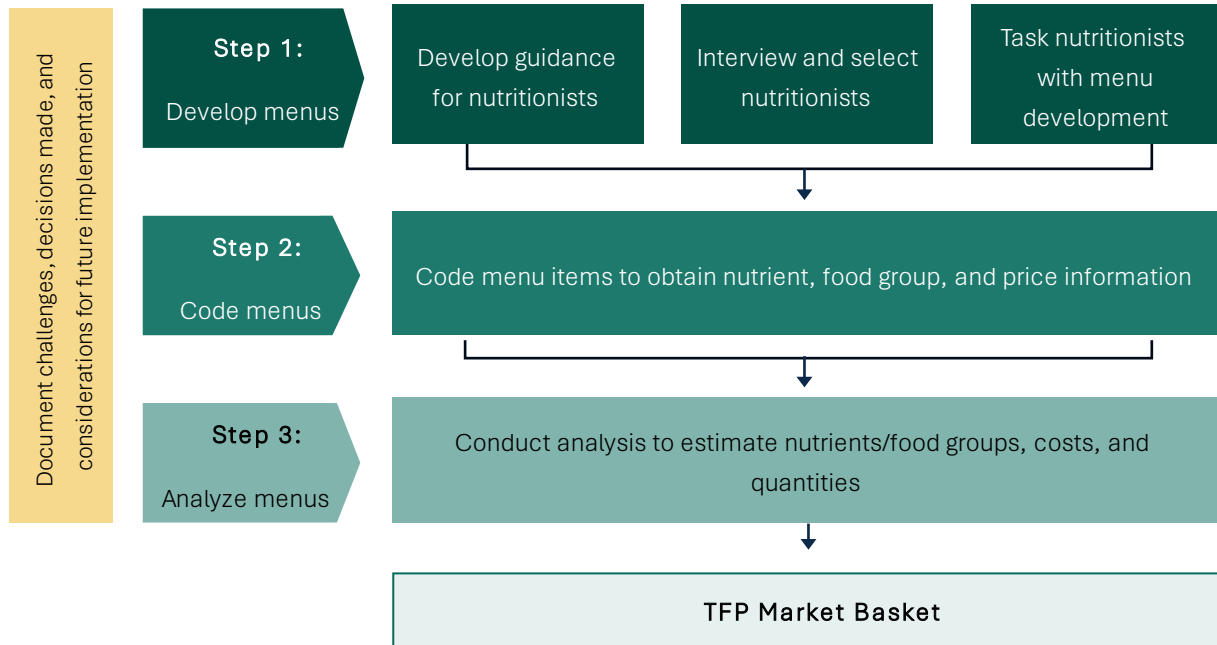 Document challenges, decisions made, and
considerations for future implementation
Step 1:
Develop menus
Develop guidance
for nutritionists
Interview and select
nutritionists
Task nutritionists
with menu
development
Step 2:
Code menus
Code menu items to obtain nutrient, food group, and price information
Step 3:
Analyze menus
Conduct analysis to estimate nutrients/food groups, costs, and
quantities
TFP Market Basket